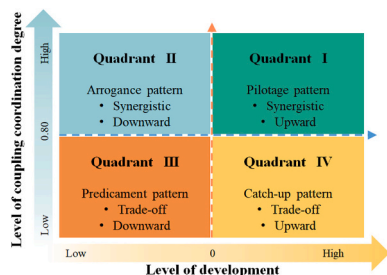 Level of coupling coordination degree
High
0.80
Low
Quadrant II
Arrogance pattern
• Synergistic
• Downward
Quadrant I
Pilotage pattern
• Synergistic
• Upward
Quadrant III
Predicament pattern
• Trade-off
• Downward
Quadrant IV
Catch-up pattern
• Trade-off
• Upward
Low
0
High
Level of development